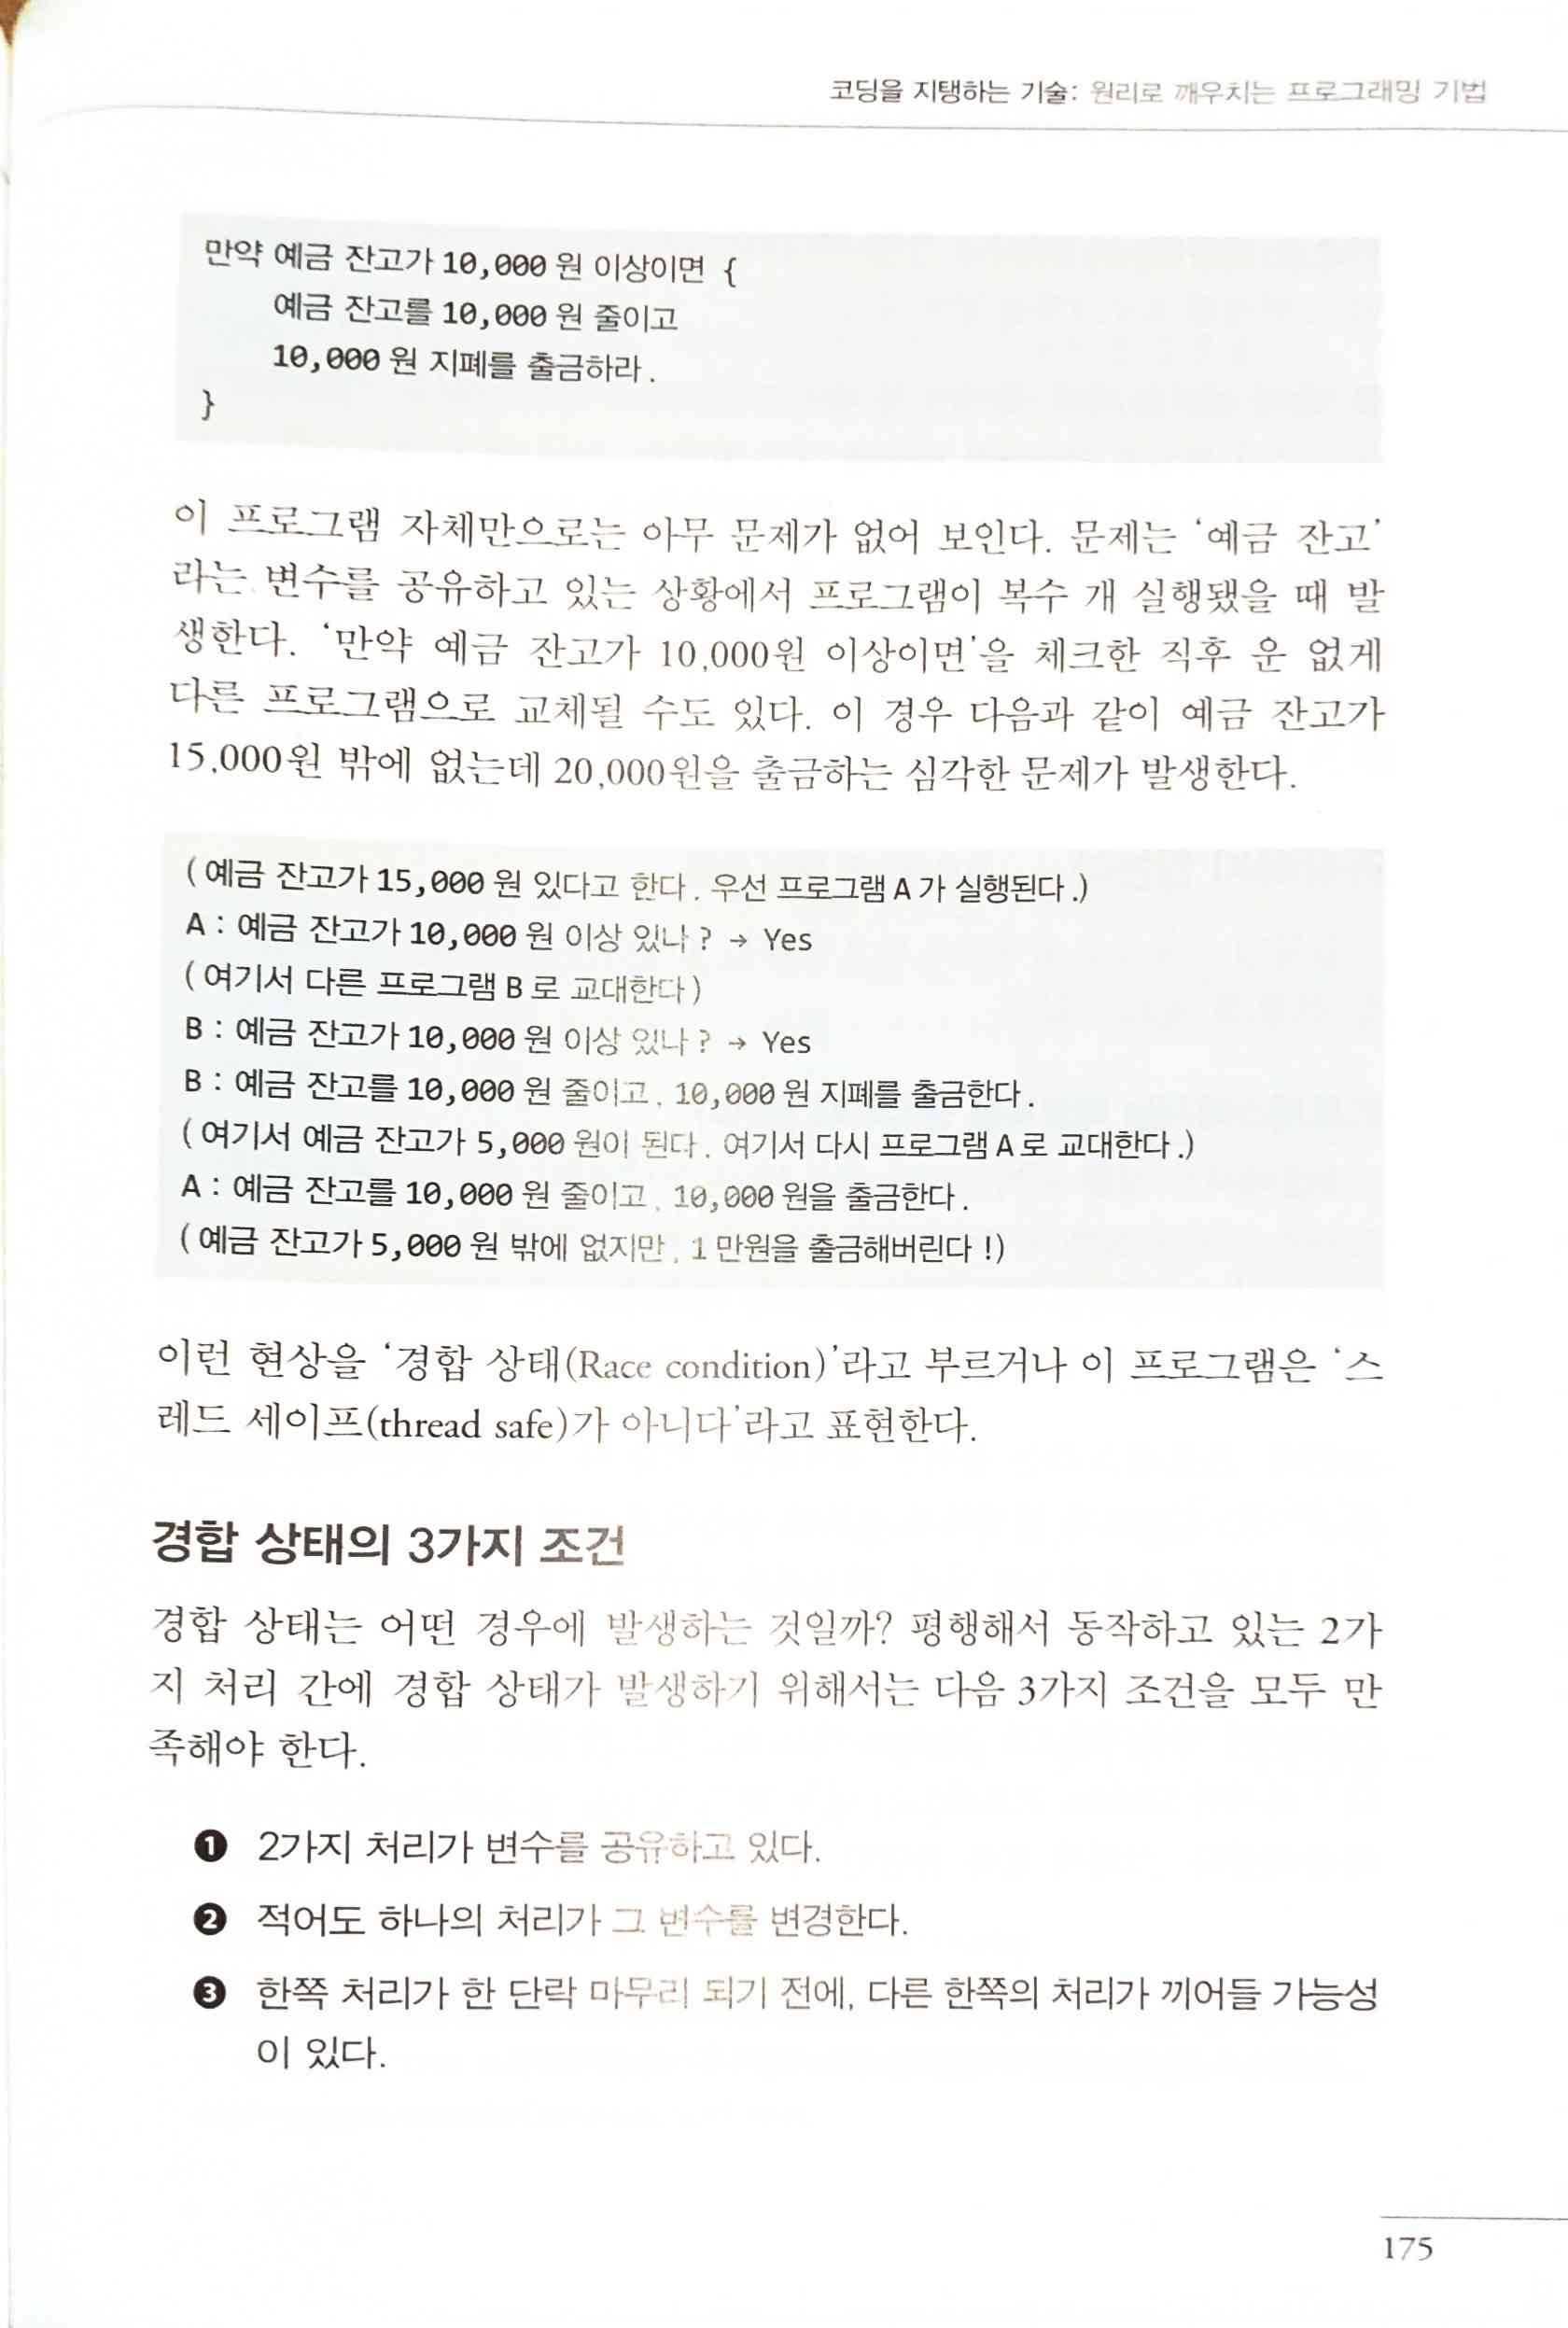 코딩을 지탱하는 기술: 원리로 깨우치는 프로그래밍 기법
만약 예금 잔고가 10,000 원 이상이면 {
예금 잔고를 10,000 원 줄이고
10,000 원 지폐를 출금하라.
}
이 프로그램 자체만으로는 아무 문제가 없어 보인다. 문제는 ‘예금 잔고’
라는 변수를 공유하고 있는 상황에서 프로그램이 복수 개 실행됐을 때 발
생한다. ‘만약 예금 잔고가 10,000원 이상이면’을 체크한 직후 운 없게
다른 프로그램으로 교체될 수도 있다. 이 경우 다음과 같이 예금 잔고가
15,000원 밖에 없는데 20,000원을 출금하는 심각한 문제가 발생한다.
(예금 잔고가 15,000 원 있다고 한다. 우선 프로그램 A 가 실행된다.)
A : 예금 잔고가 10,000 원 이상 있나? → Yes
(여기서 다른 프로그램 B 로 교대한다)
B : 예금 잔고가 10,000 원 이상 있나? → Yes
B : 예금 잔고를 10,000 원 줄이고, 10,000 원 지폐를 출금한다.
(여기서 예금 잔고가 5,000 원이 된다. 여기서 다시 프로그램 A 로 교대한다.)
A : 예금 잔고를 10,000 원 줄이고, 10,000 원을 출금한다.
(예금 잔고가 5,000 원 밖에 없지만, 1 만원을 출금해버린다!)
이런 현상을 ‘경합 상태(Race condition)’라고 부르거나 이 프로그램은 ‘스
레드 세이프(thread safe)가 아니다’라고 표현한다.
경합 상태의 3가지 조건
경합 상태는 어떤 경우에 발생하는 것일까? 평행해서 동작하고 있는 2가
지 처리 간에 경합 상태가 발생하기 위해서는 다음 3가지 조건을 모두 만
족해야 한다.
❶ 2가지 처리가 변수를 공유하고 있다.
❷ 적어도 하나의 처리가 그 변수를 변경한다.
❸ 한쪽 처리가 한 단락 마무리 되기 전에, 다른 한쪽의 처리가 끼어들 가능성
이 있다.
175